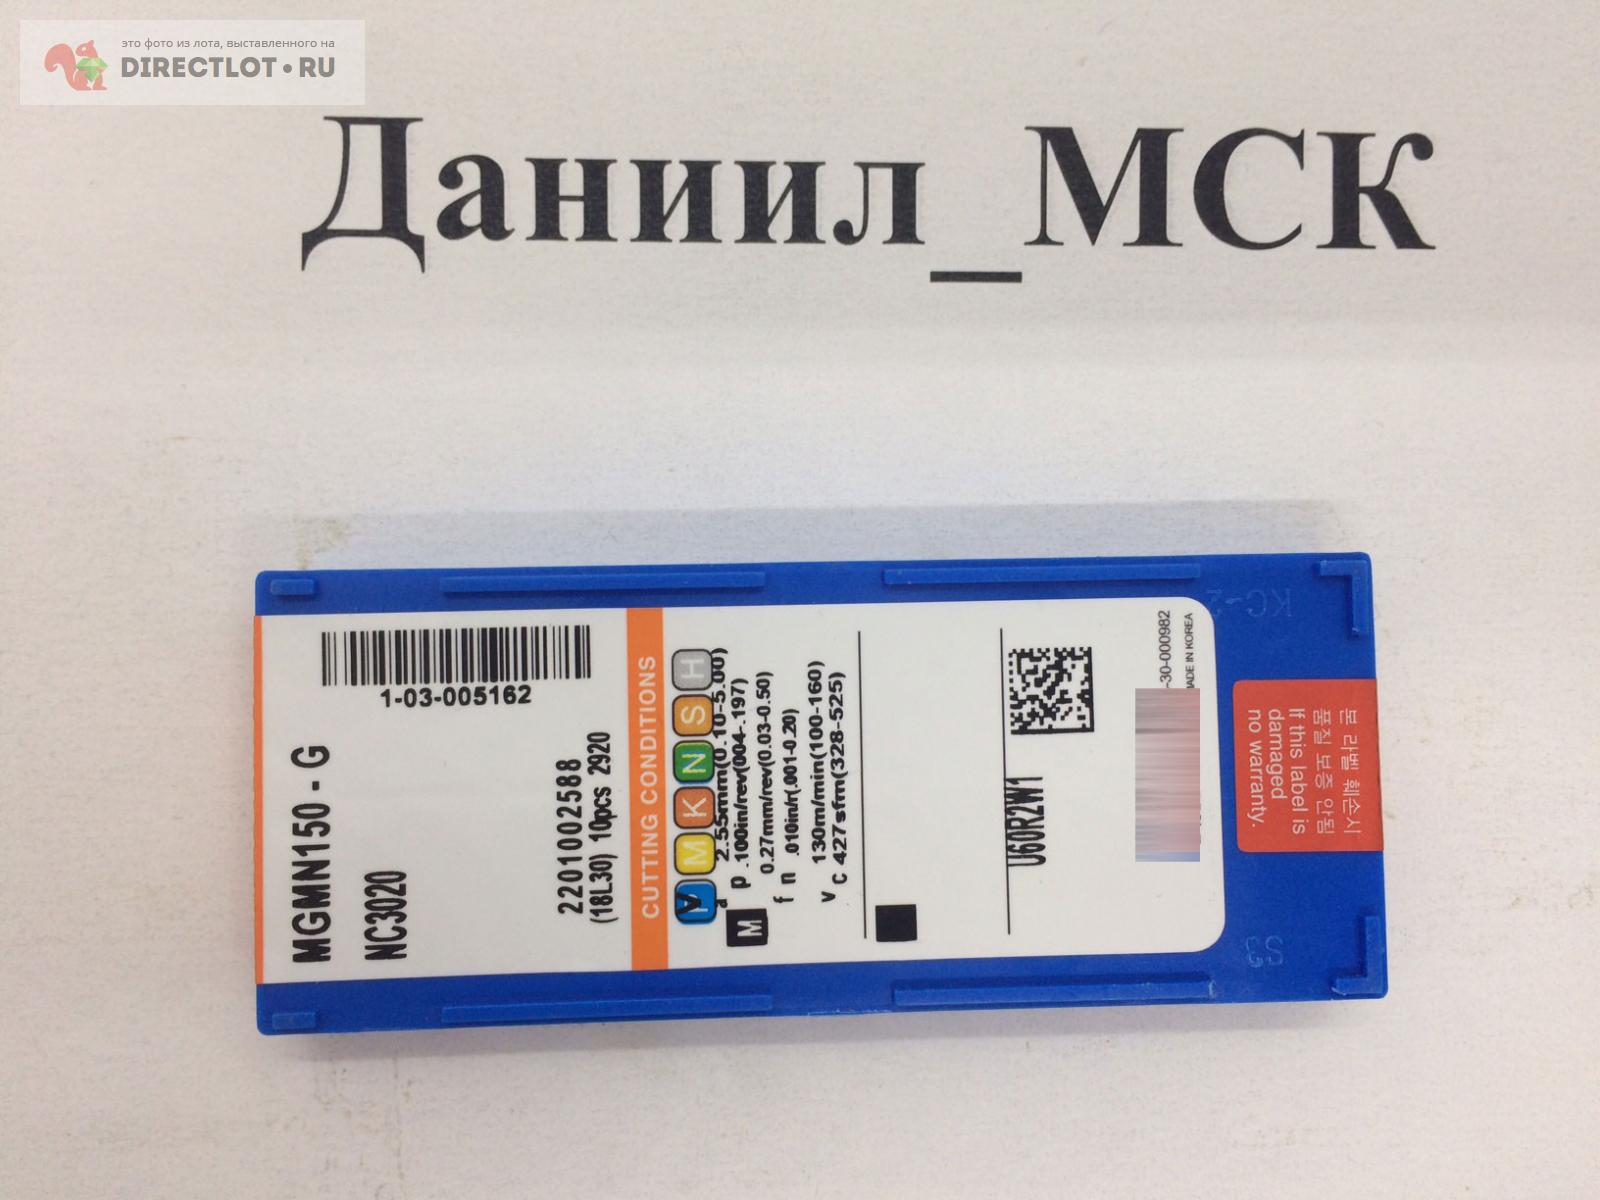 это фото из лота, выставленного на
DIRECTLOT•RU
Даниил_МСК
1-03-005162
MGMN150 - G
NC3020
2201002588
(18L30) 10pcs 2920
CUTTING CONDITIONS
P M K N S H
M
a p 2.55mm(0.10-5.00)
.100in/rev(004-.197)
f n 0.27mm/rev(0.03-0.50)
.010in/r(.001-0.20)
v c 130m/min(100-160)
427sfm(328-525)
U60R2W1
-30-000982
MADE IN KOREA
본 라벨 훼손시
품질 보증 안됨
If this label is
damaged
no warranty.
KC-2